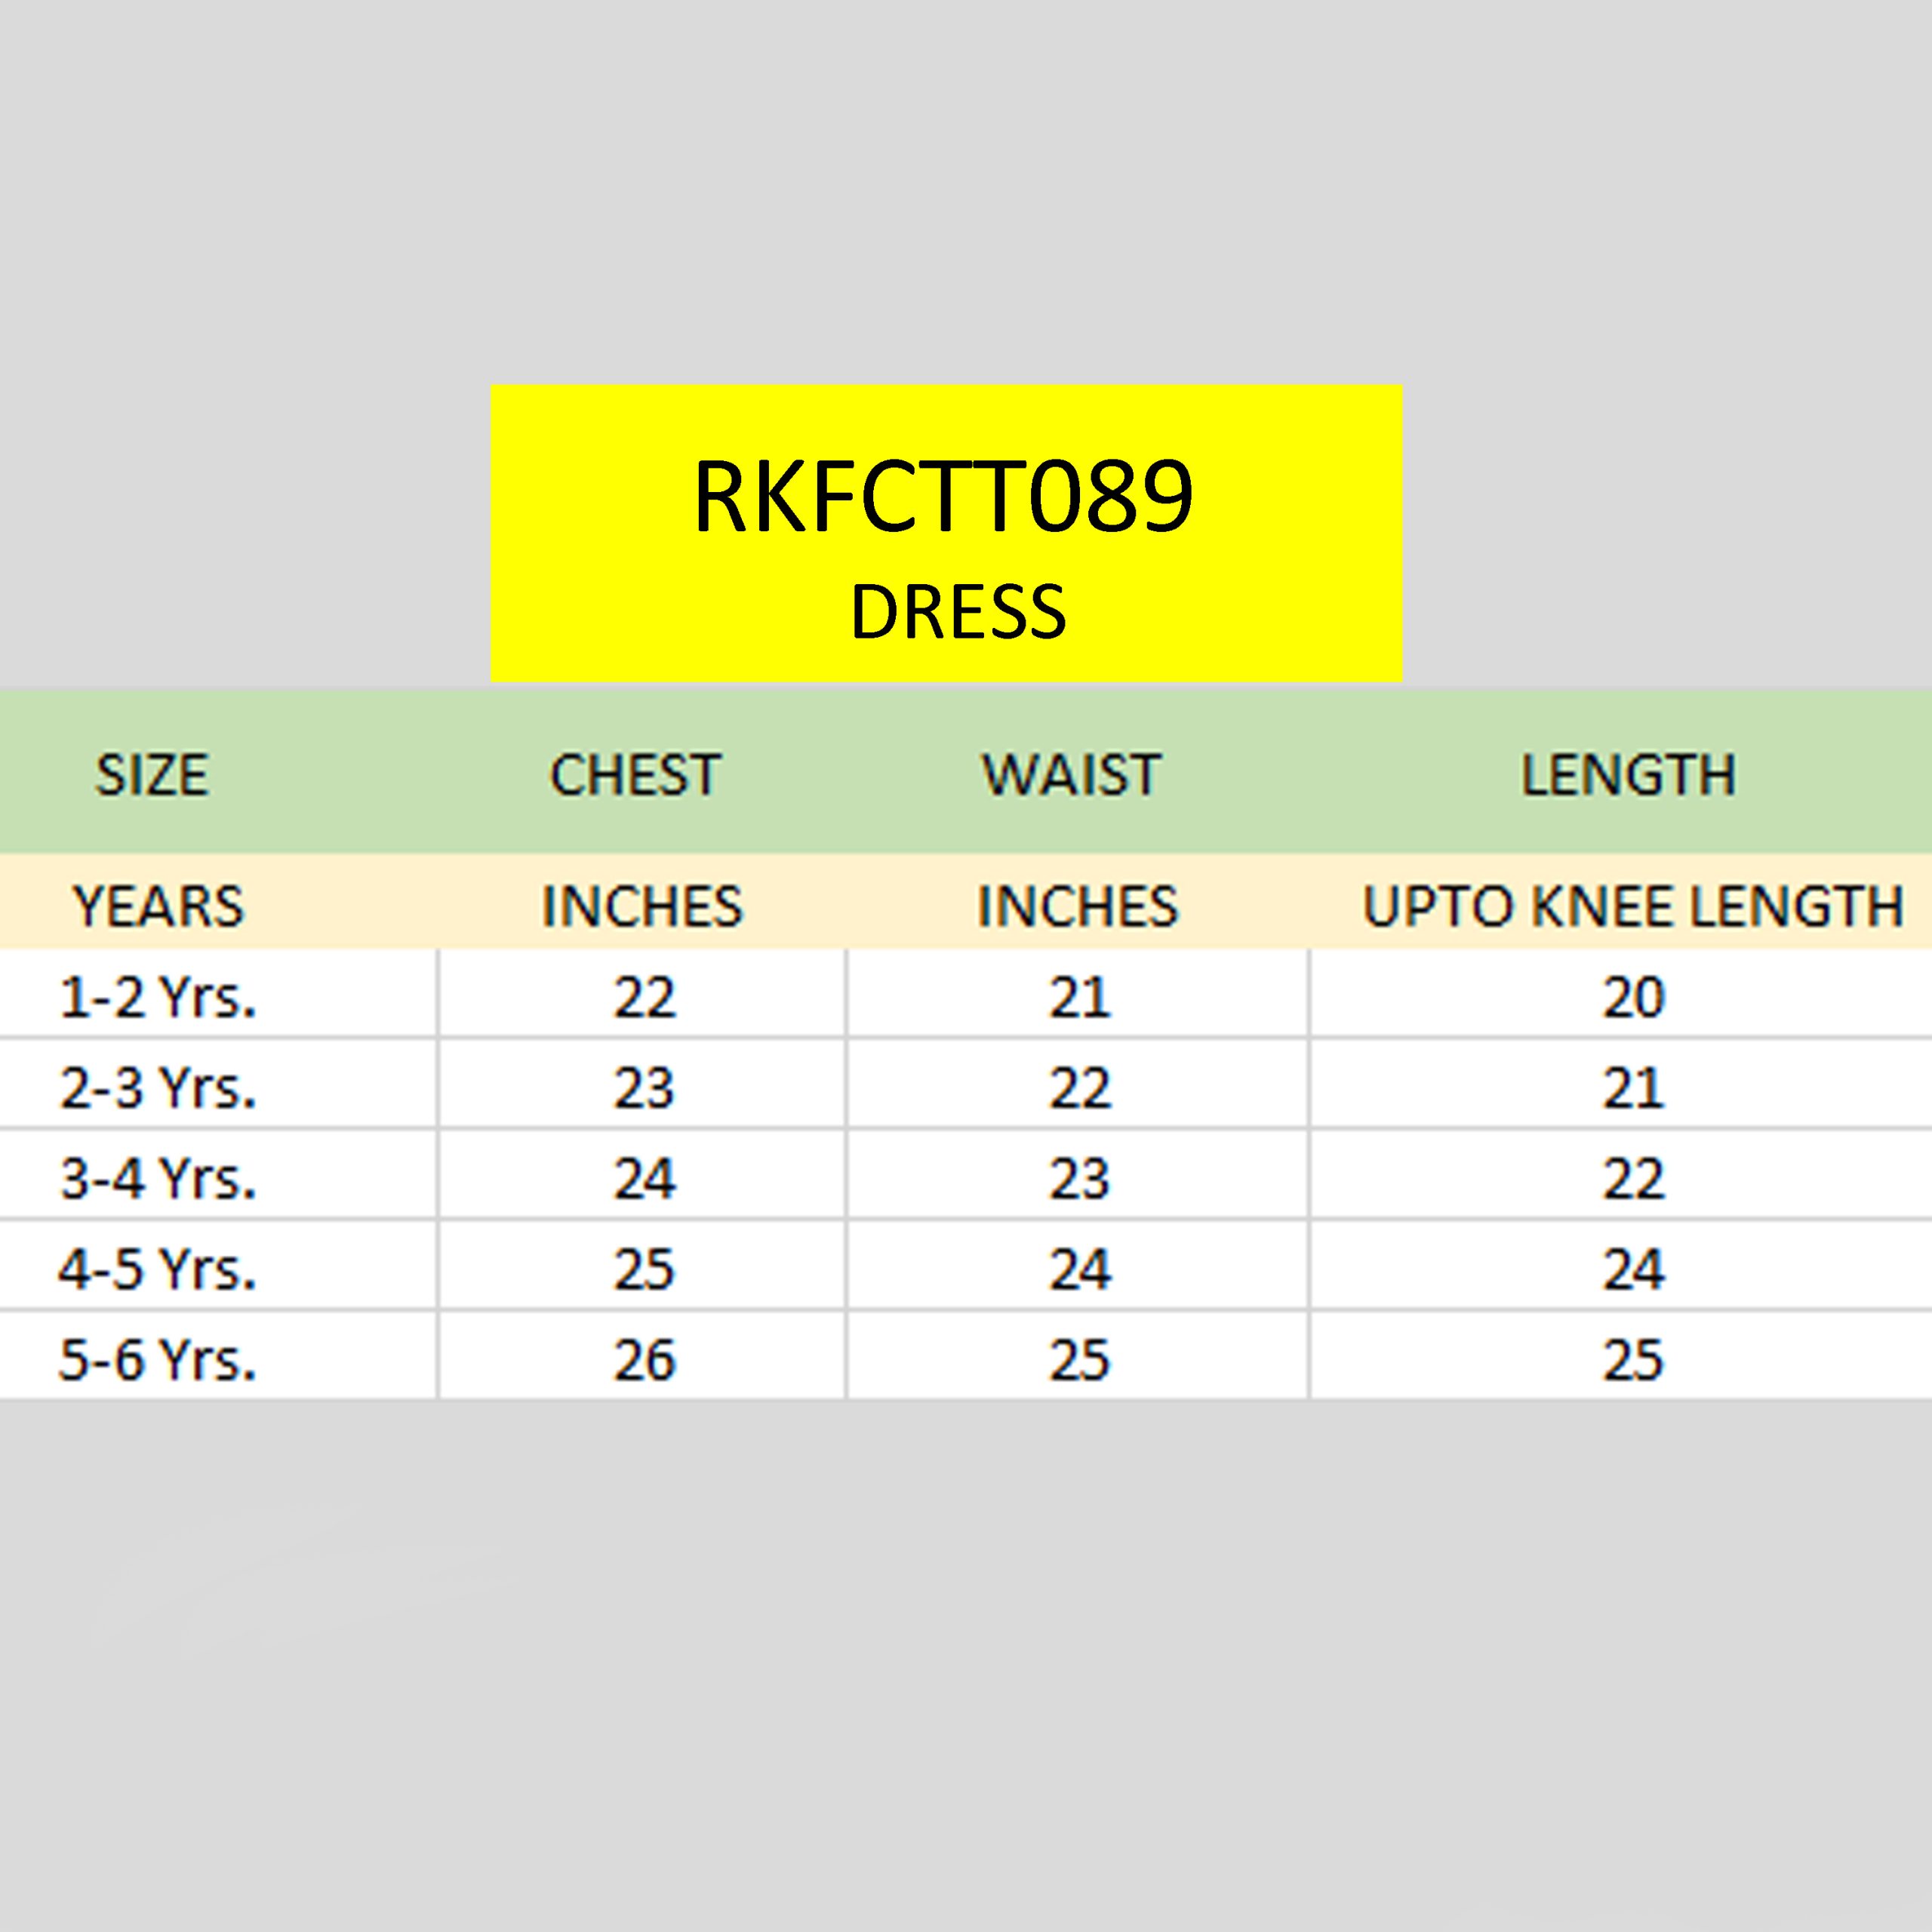 RKFCTT089
DRESS
SIZE CHEST WAIST LENGTH
YEARS INCHES INCHES UPTO KNEE LENGTH
1-2 Yrs. 22 21 20
2-3 Yrs. 23 22 21
3-4 Yrs. 24 23 22
4-5 Yrs. 25 24 24
5-6 Yrs. 26 25 25